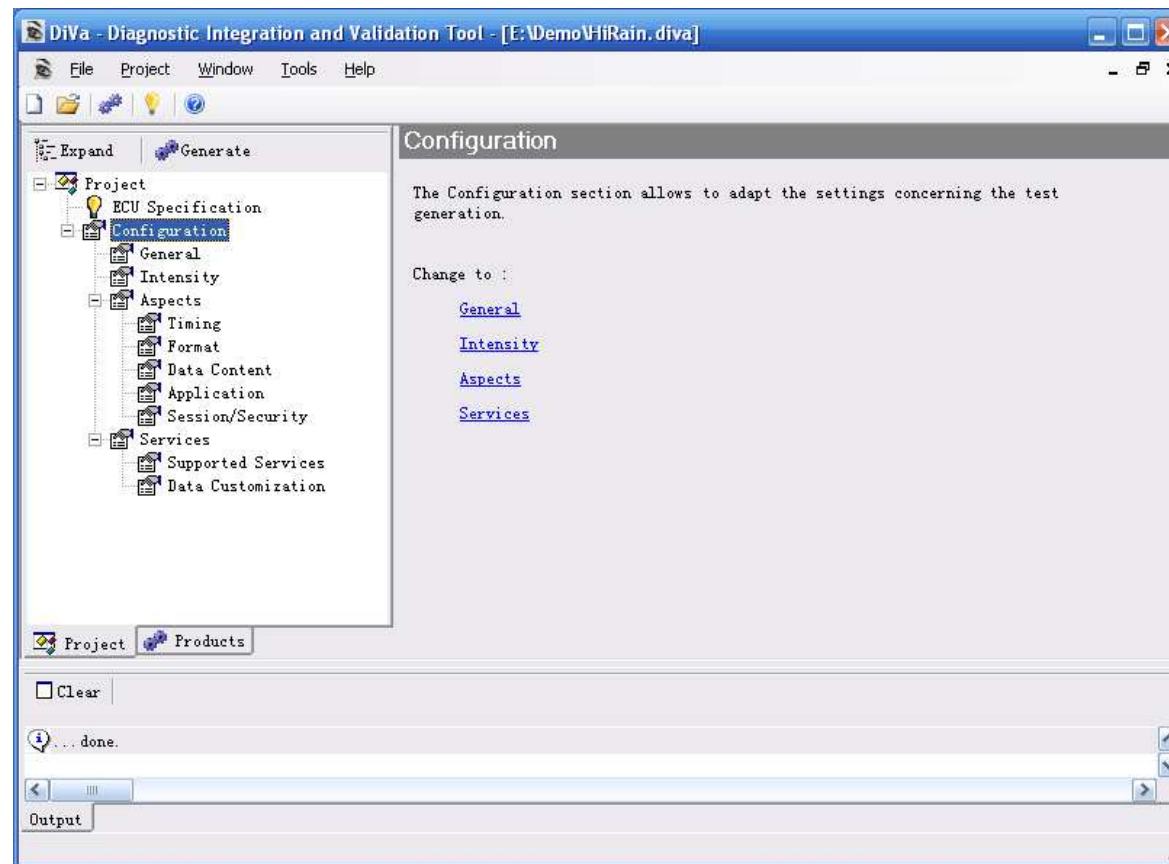 DiVa - Diagnostic Integration and Validation Tool - [E:\Demo\HiRain.diva]
File Project Window Tools Help
Expand Generate
Project
ECU Specification
Configuration
General
Intensity
Aspects
Timing
Format
Data Content
Application
Session/Security
Services
Supported Services
Data Customization
Project Products
Configuration
The Configuration section allows to adapt the settings concerning the test
generation.
Change to :
General
Intensity
Aspects
Services
Clear
... done.
Output